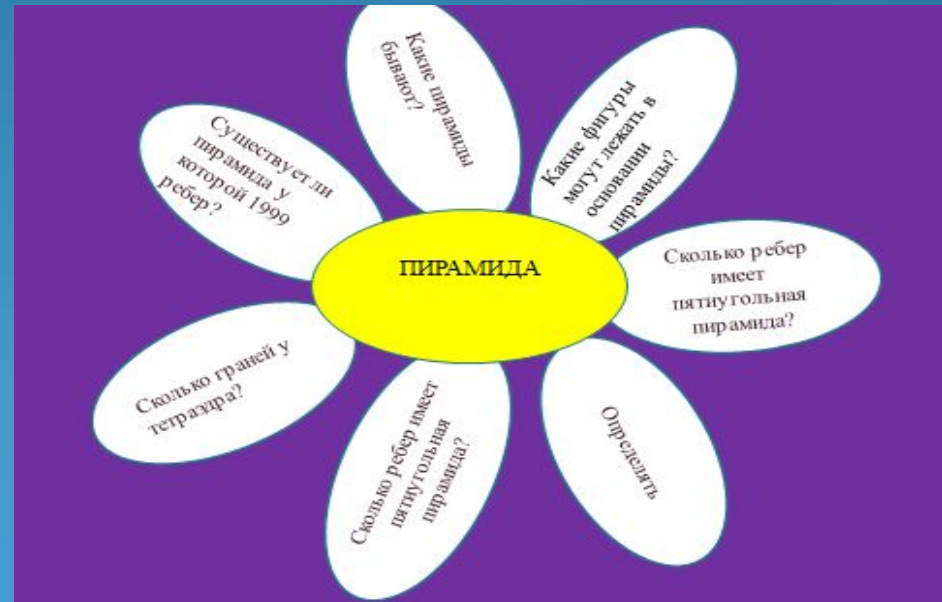 Какие пирамиды
бывают?
Какие фигуры
могут лежать в
основании
пирамиды?
Сколько ребер
имеет
пятиугольная
пирамида?
Определять
Сколько ребер имеет
пятиугольная
пирамида?
Сколько граней у
тетраэдра?
Существует ли
пирамида у
которой 1999
ребер?
ПИРАМИДА